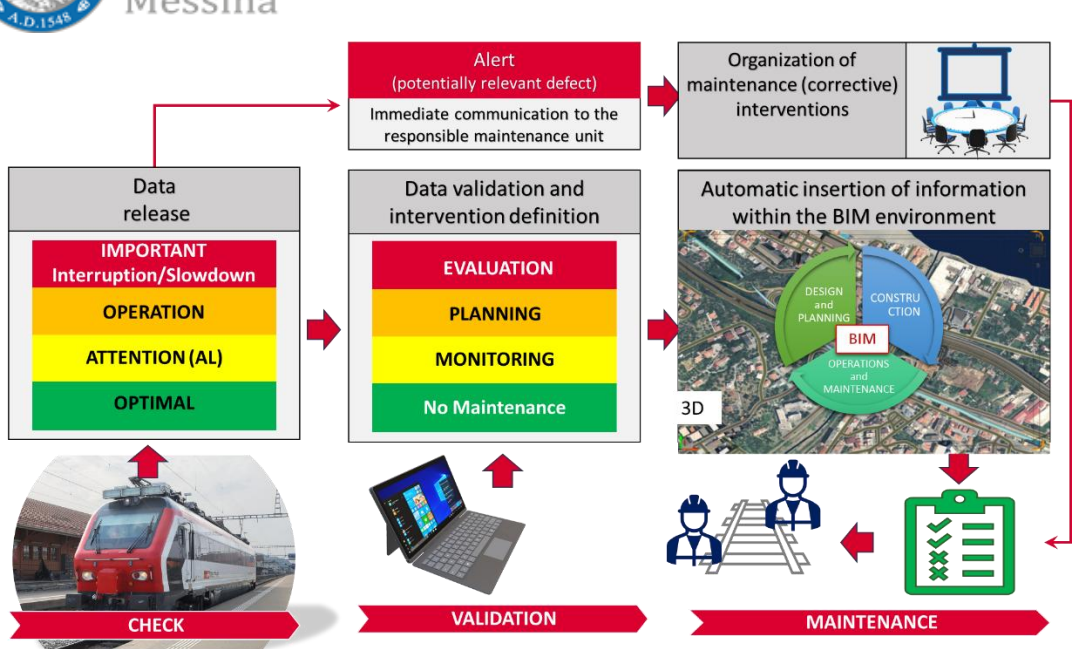 A.D.1548
Messina
Alert
(potentially relevant defect)
Immediate communication to the
responsible maintenance unit
Organization of
maintenance (corrective)
interventions
Data
release
IMPORTANT
Interruption/Slowdown
OPERATION
ATTENTION (AL)
OPTIMAL
Data validation and
intervention definition
EVALUATION
PLANNING
MONITORING
No Maintenance
Automatic insertion of information
within the BIM environment
DESIGN
and
PLANNING
CONSTRU
CTION
BIM
OPERATIONS
and
MAINTENANCE
3D
CHECK
VALIDATION
MAINTENANCE